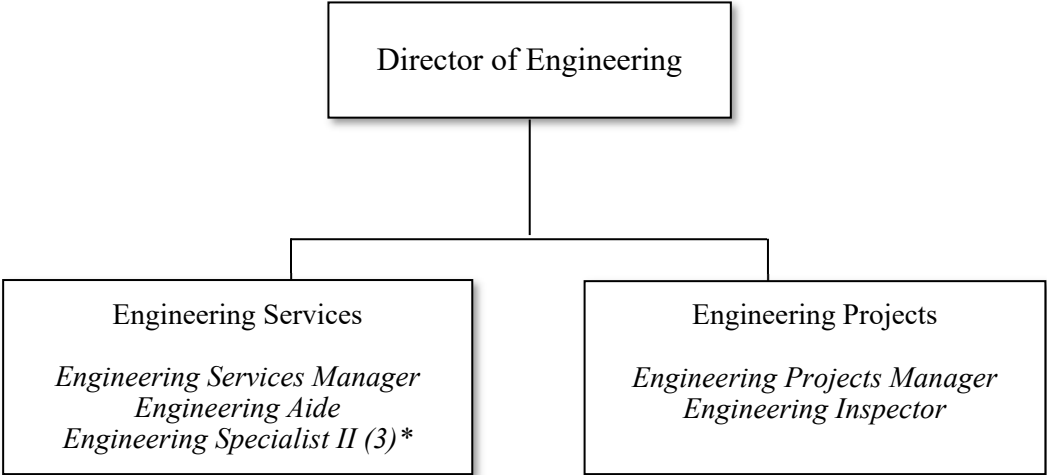 Director of Engineering
Engineering Services
Engineering Services Manager
Engineering Aide
Engineering Specialist II (3)*
Engineering Projects
Engineering Projects Manager
Engineering Inspector